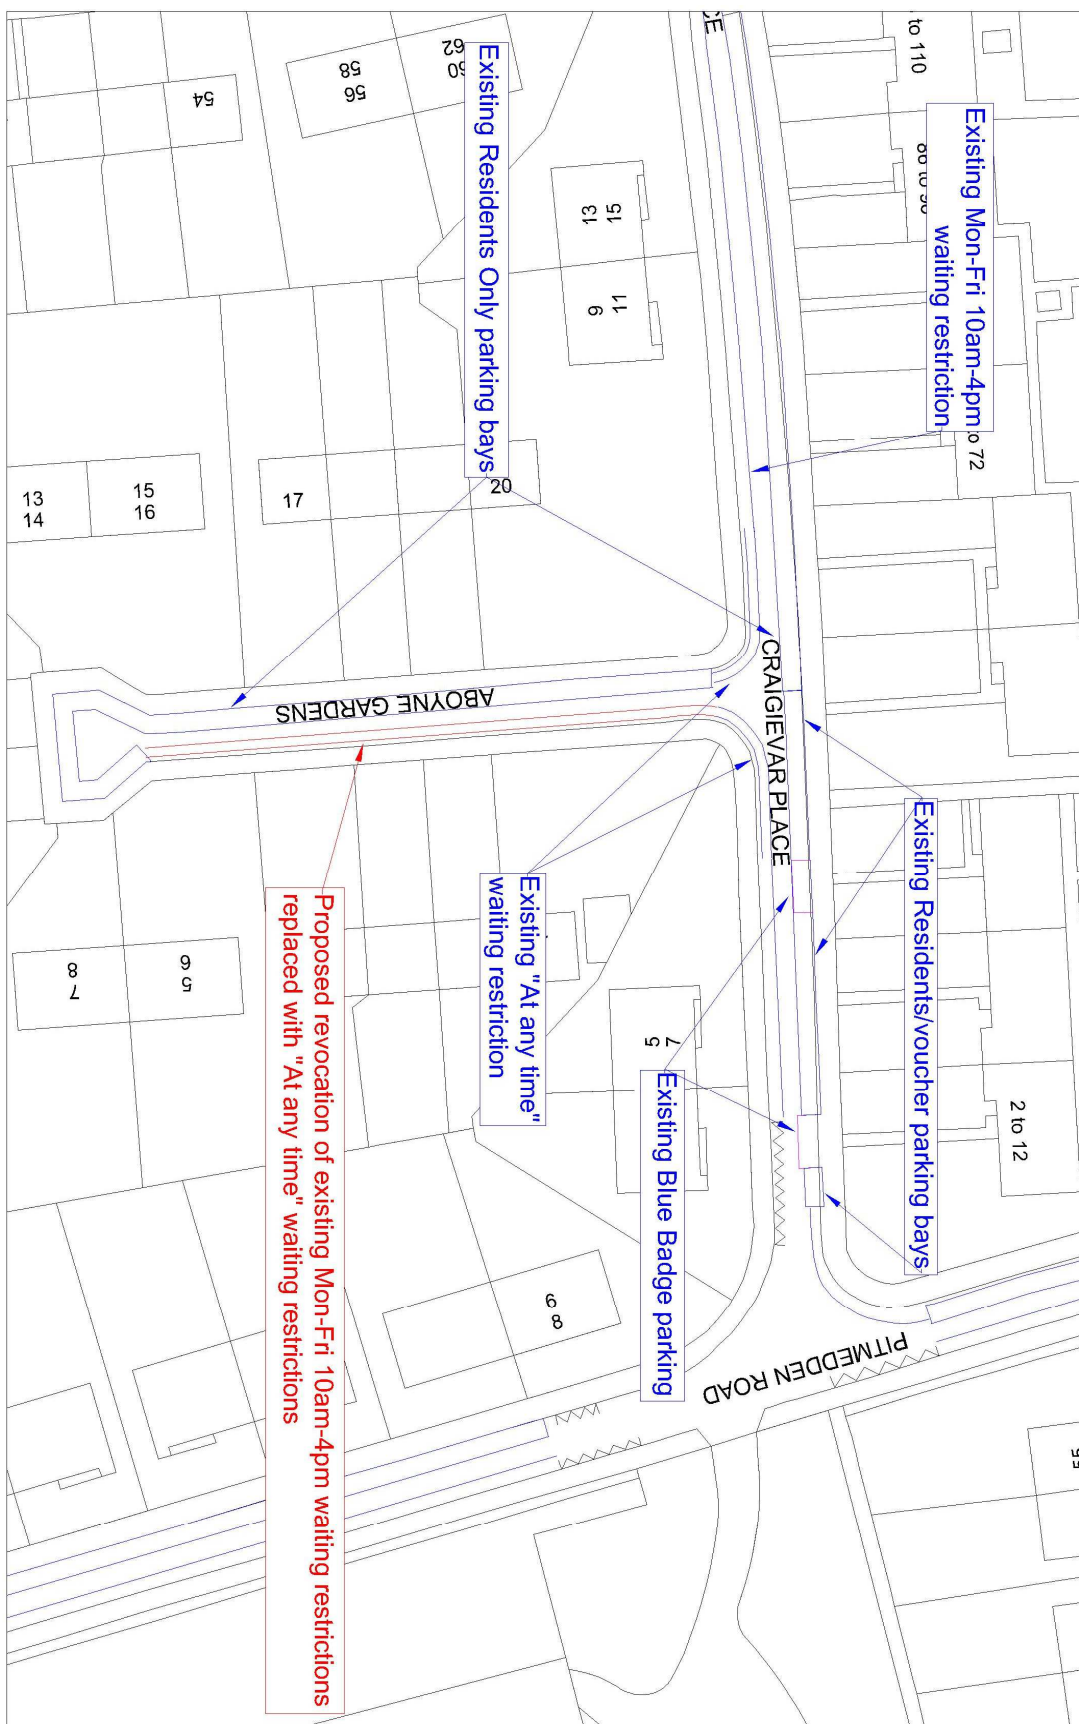 Existing Mon-Fri 10am-4pm
waiting restriction
Existing Residents Only parking bays
Existing Residents/voucher parking bays
Existing "At any time"
waiting restriction
Existing Blue Badge parking
Proposed revocation of existing Mon-Fri 10am-4pm waiting restrictions
replaced with "At any time" waiting restrictions
CRAIGIEVAR PLACE
ABOYNE GARDENS
PITMEDDEN ROAD
CE
to 110
to 72
2 to 12
55
15
13
11
9
7
5
62
58
56
54
20
17
15
16
13
14
5
6
7
8
8
9